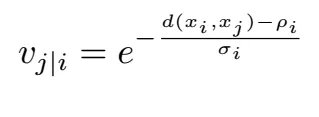 v_{j|i} = e^{-\frac{d(x_i, x_j) - \rho_i}{\sigma_i}}